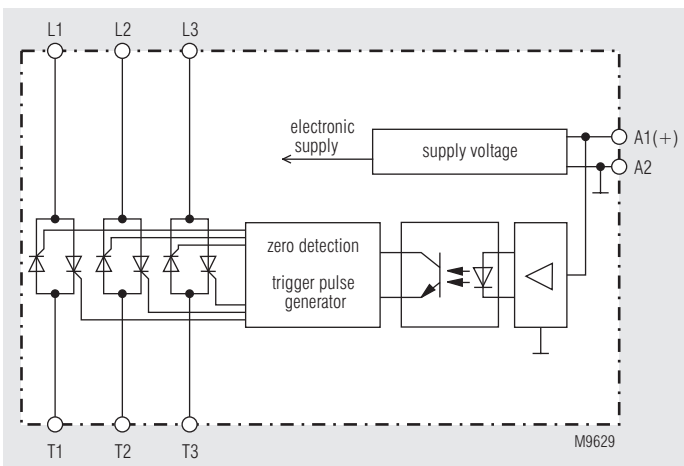 L1 L2 L3
electronic
supply
supply voltage
A1(+)
A2
zero detection
trigger pulse
generator
M9629
T1 T2 T3